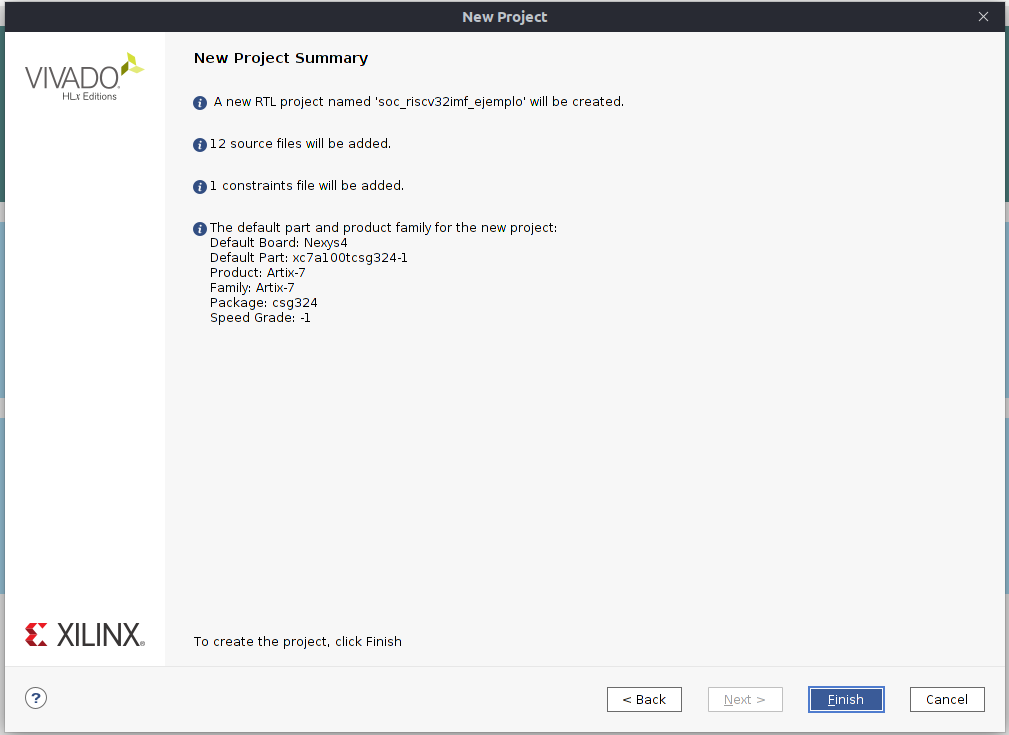 New Project
VIVADO
HLx Editions
New Project Summary
A new RTL project named 'soc_riscv32imf_ejemplo' will be created.
12 source files will be added.
1 constraints file will be added.
The default part and product family for the new project:
Default Board: Nexys4
Default Part: xc7a100tcsg324-1
Product: Artix-7
Family: Artix-7
Package: csg324
Speed Grade: -1
XILINX
To create the project, click Finish
?
< Back
Next >
Finish
Cancel